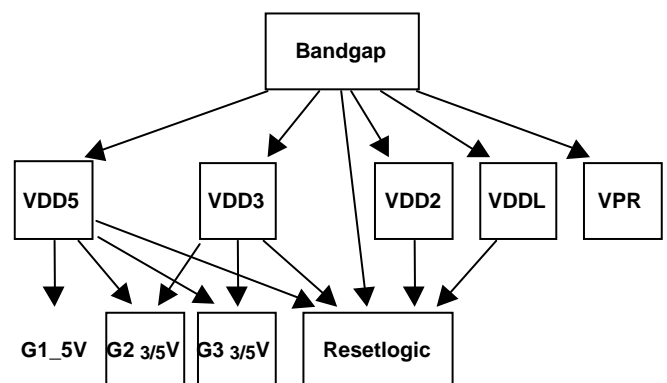 Bandgap
VDD5
VDD3
VDD2
VDDL
VPR
G1_5V
G2 3/5V
G3 3/5V
Resetlogic